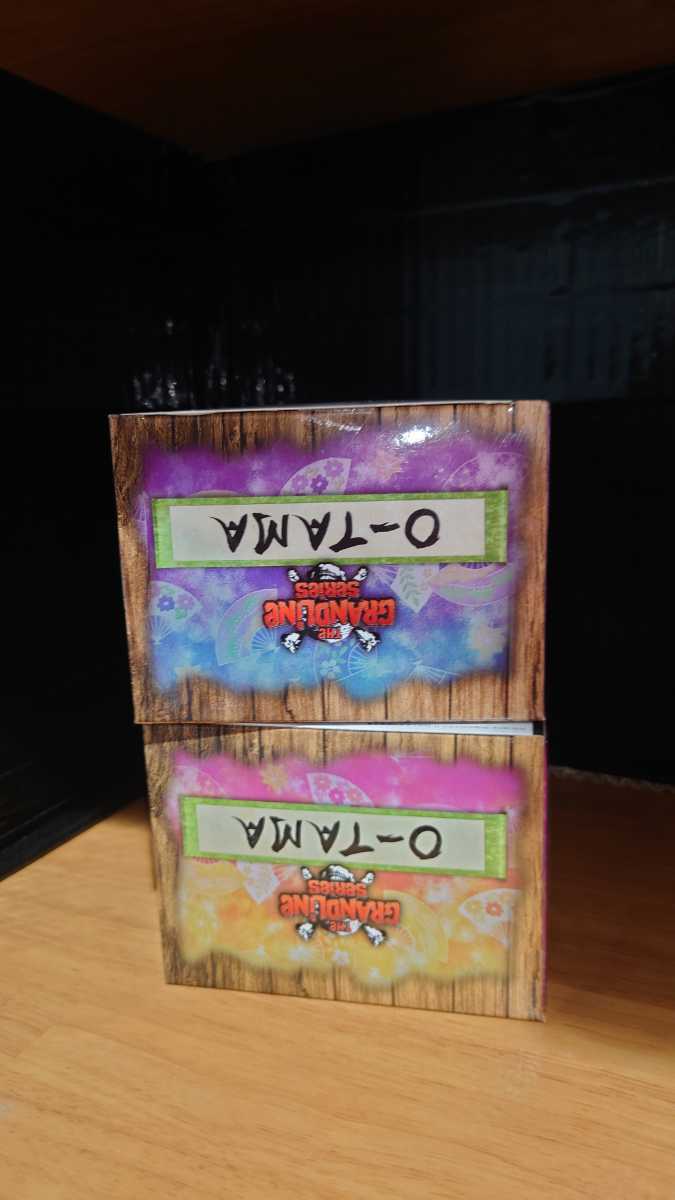 O-TAMA
THE
GRANDLINE
SERIES
O-TAMA
THE
GRANDLINE
SERIES